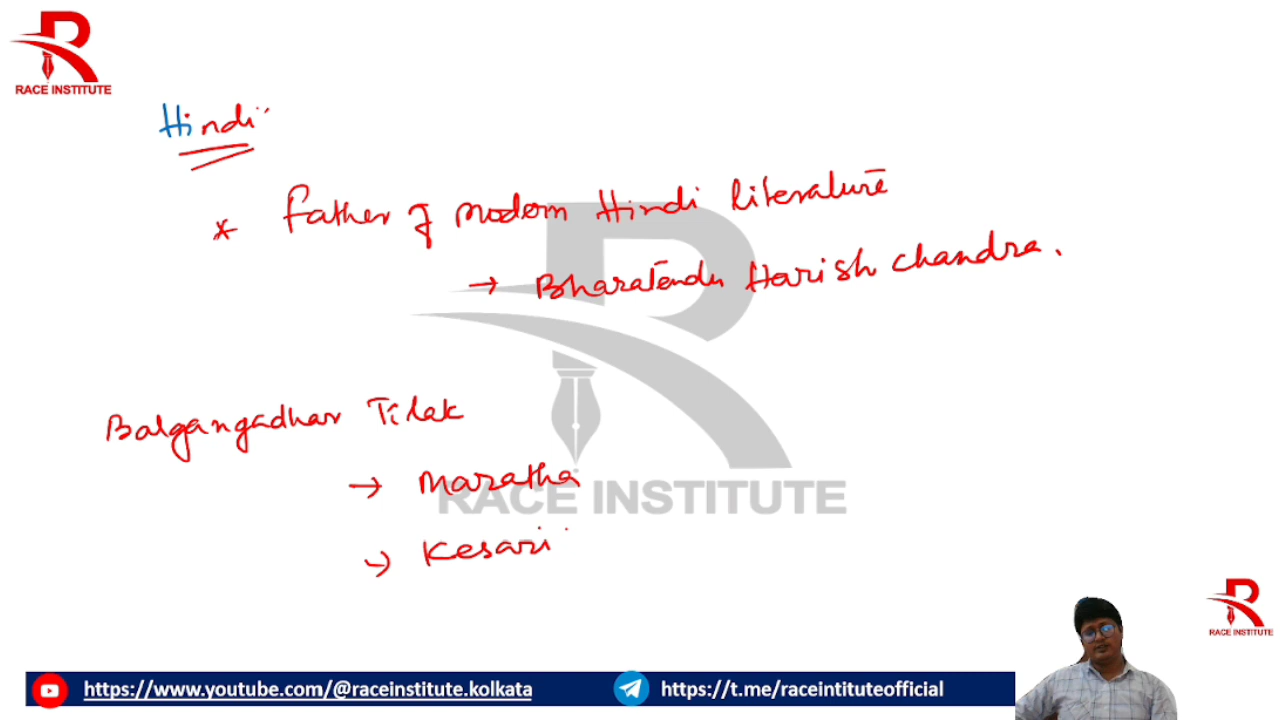 RACE INSTITUTE
Hindi
* Father of modern Hindi literature
→ Bharatendu Harish chandra.
RACE INSTITUTE
Balgangadhar Tilak
→ Maratha
→ Kesari
RACE INSTITUTE
https://www.youtube.com/@raceinstitute.kolkata
https://t.me/raceintituteofficial